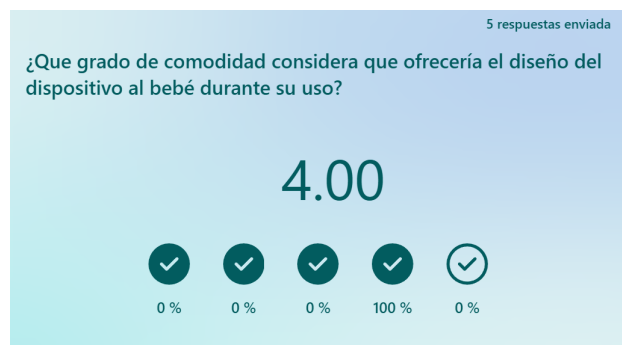 5 respuestas enviada
¿Que grado de comodidad considera que ofrecería el diseño del
dispositivo al bebé durante su uso?
4.00
0 % 0 % 0 % 100 % 0 %